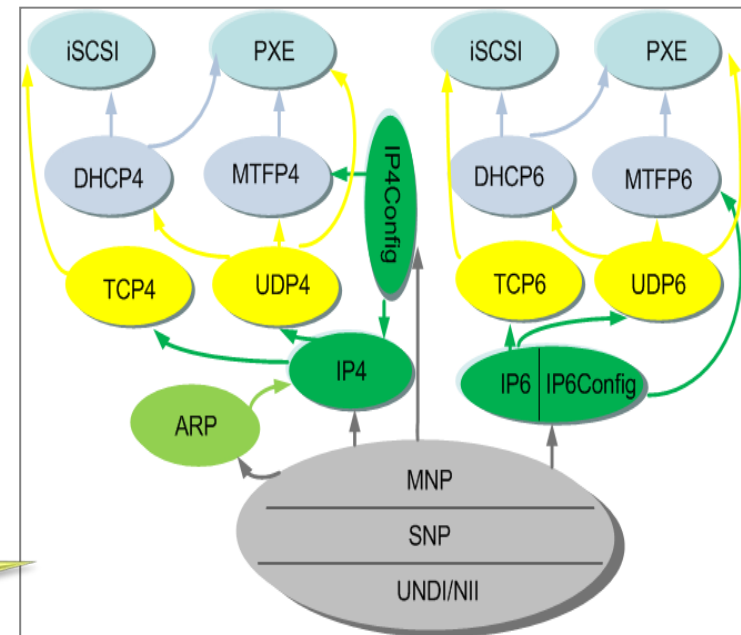 iSCSI
PXE
iSCSI
PXE
DHCP4
MTFP4
IP4Config
DHCP6
MTFP6
TCP4
UDP4
TCP6
UDP6
IP4
IP6
IP6Config
ARP
MNP
SNP
UNDI/NII